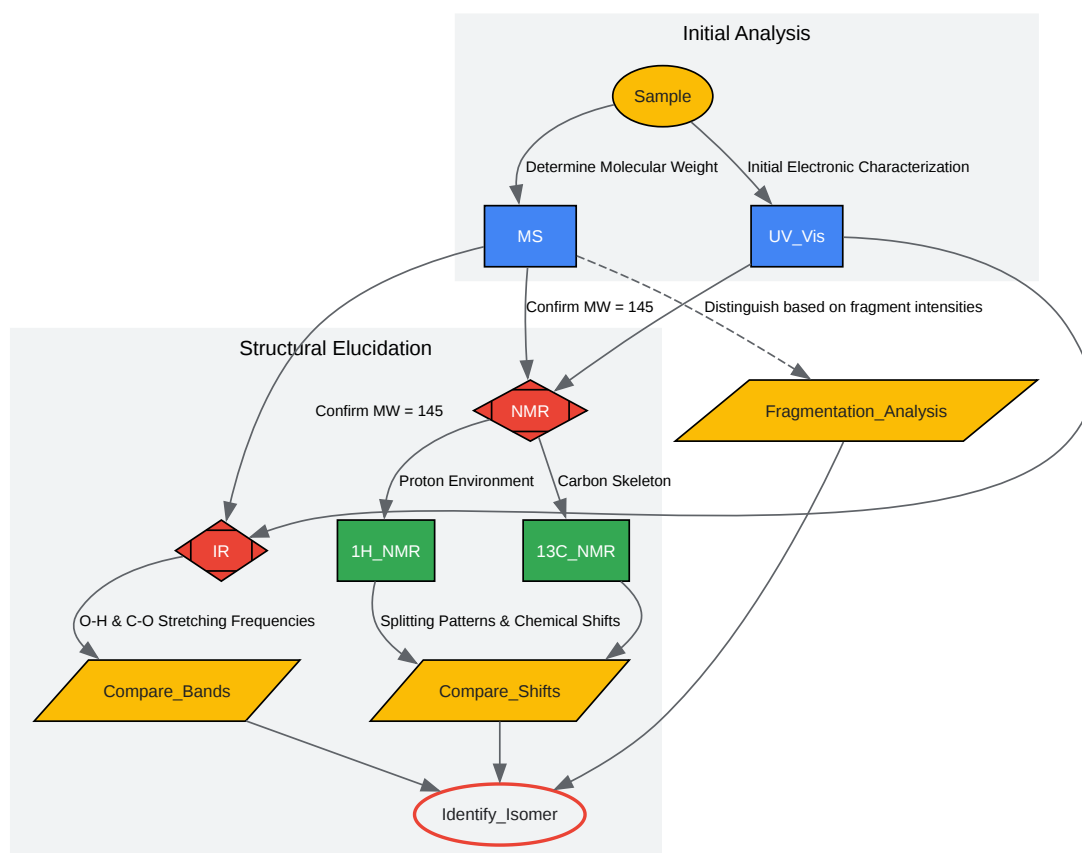 Initial Analysis
Sample
Determine Molecular Weight
Initial Electronic Characterization
MS
UV_Vis
Confirm MW = 145
Distinguish based on fragment intensities
Structural Elucidation
Confirm MW = 145
NMR
Fragmentation_Analysis
Proton Environment
Carbon Skeleton
IR
1H_NMR
13C_NMR
O-H & C-O Stretching Frequencies
Splitting Patterns & Chemical Shifts
Compare_Bands
Compare_Shifts
Identify_Isomer